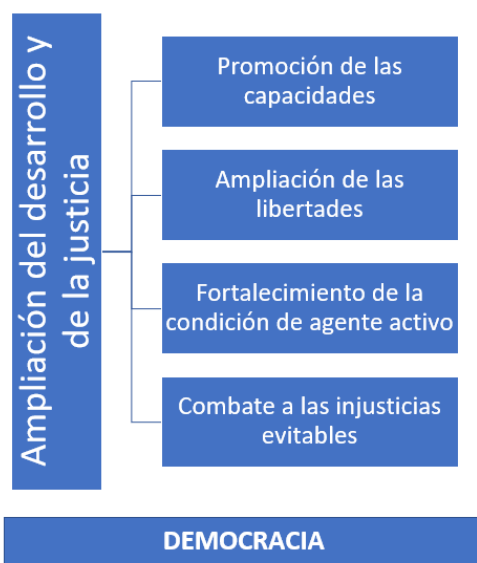 Ampliación del desarrollo y
de la justicia
Promoción de las
capacidades
Ampliación de las
libertades
Fortalecimiento de la
condición de agente activo
Combate a las injusticias
evitables
DEMOCRACIA